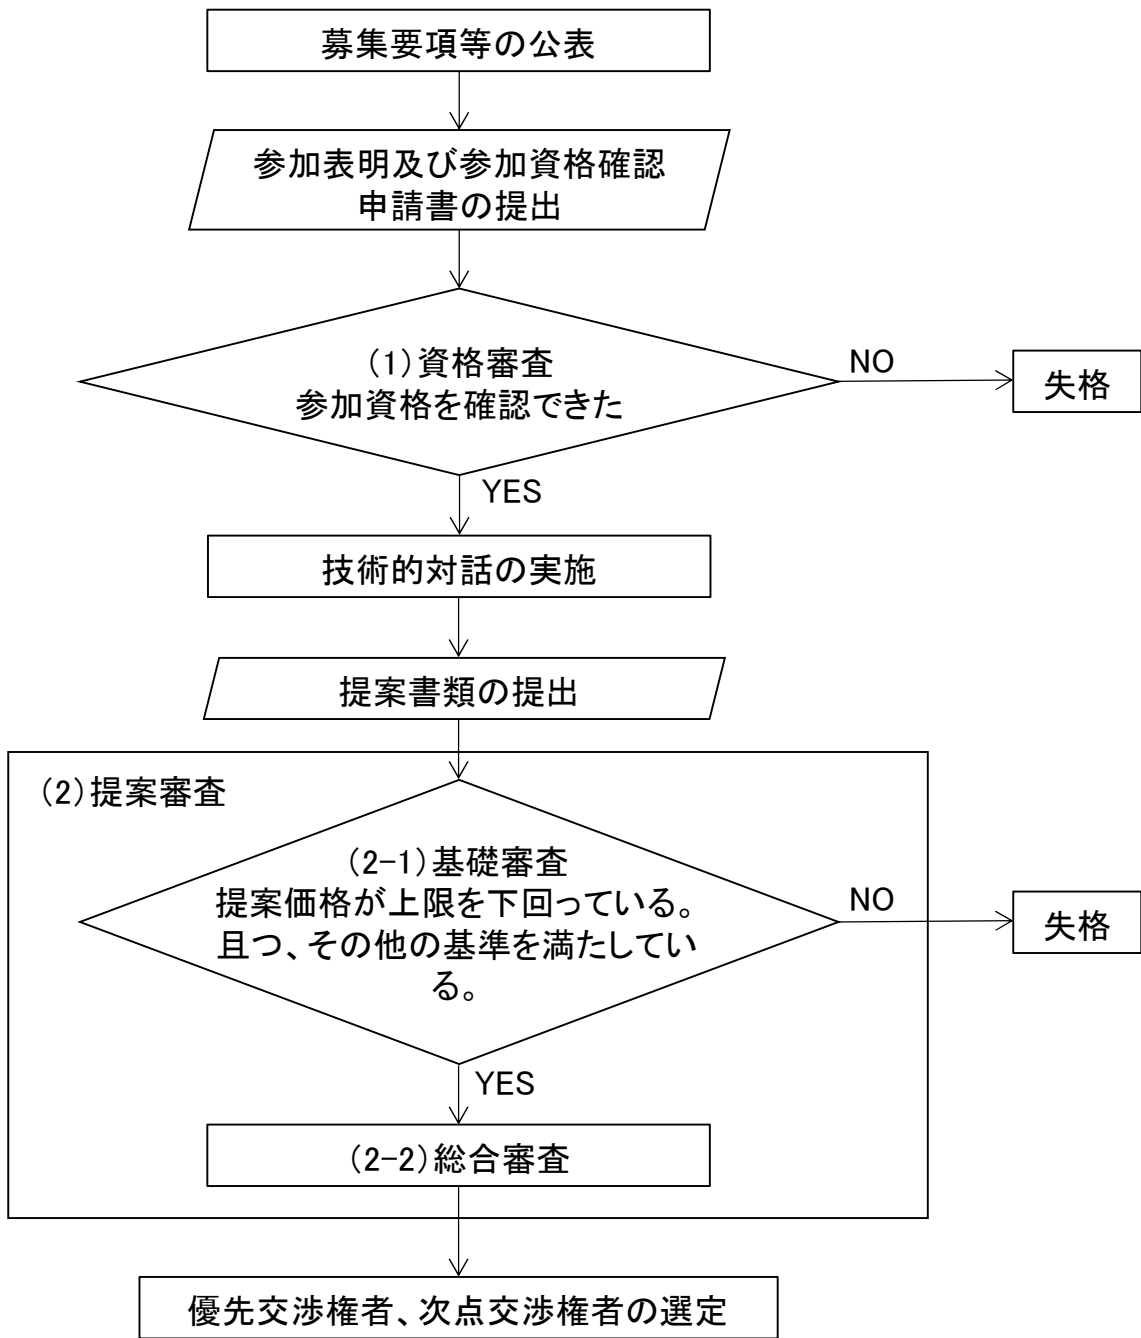 募集要項等の公表
参加表明及び参加資格確認
申請書の提出
(1)資格審査
参加資格を確認できた
NO
失格
YES
技術的対話の実施
提案書類の提出
(2)提案審査
(2-1)基礎審査
提案価格が上限を下回っている。
且つ、その他の基準を満たしてい
る。
NO
失格
YES
(2-2)総合審査
優先交渉権者、次点交渉権者の選定